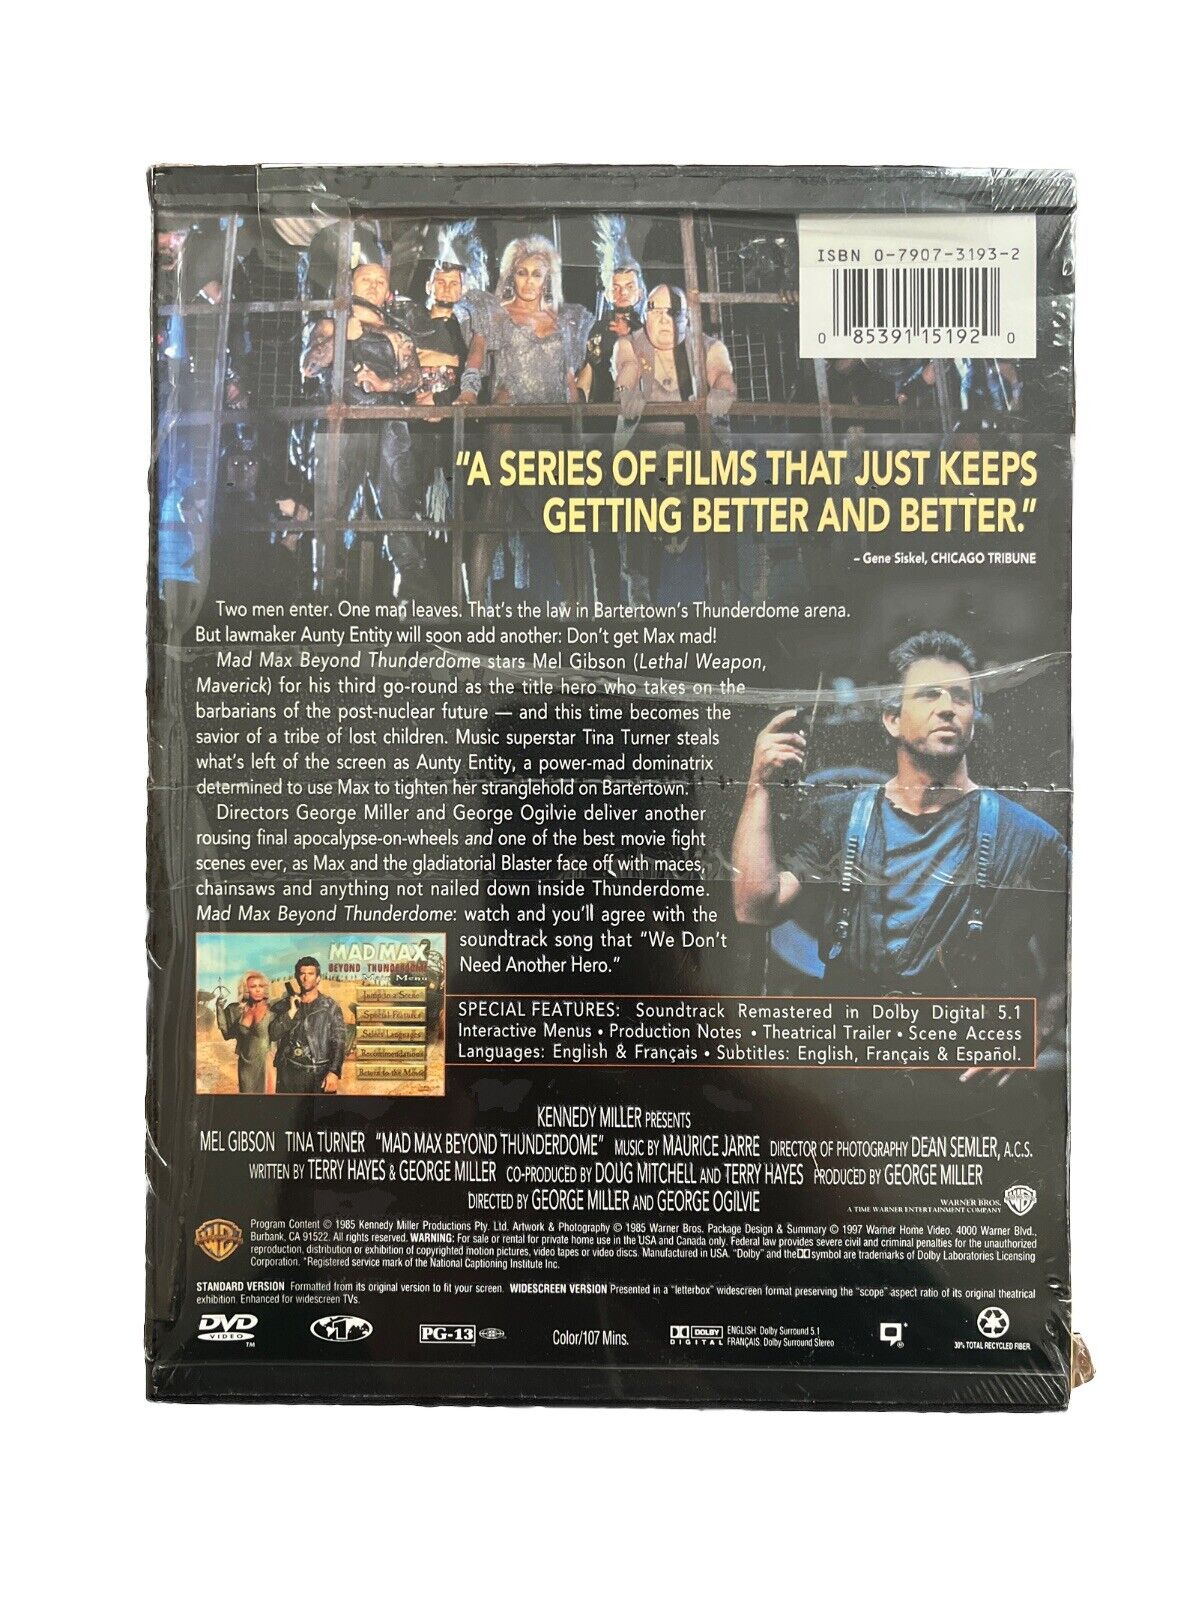 ISBN 0-7907-3193-2
0 85391 15192 0
"A SERIES OF FILMS THAT JUST KEEPS
GETTING BETTER AND BETTER."
– Gene Siskel, CHICAGO TRIBUNE
Two men enter. One man leaves. That's the law in Bartertown's Thunderdome arena.
But lawmaker Aunty Entity will soon add another: Don't get Max mad!
Mad Max Beyond Thunderdome stars Mel Gibson (Lethal Weapon,
Maverick) for his third go-round as the title hero who takes on the
barbarians of the post-nuclear future — and this time becomes the
savior of a tribe of lost children. Music superstar Tina Turner steals
what's left of the screen as Aunty Entity, a power-mad dominatrix
determined to use Max to tighten her stranglehold on Bartertown.
Directors George Miller and George Ogilvie deliver another
rousing final apocalypse-on-wheels and one of the best movie fight
scenes ever, as Max and the gladiatorial Blaster face off with maces,
chainsaws and anything not nailed down inside Thunderdome.
Mad Max Beyond Thunderdome: watch and you'll agree with the
soundtrack song that "We Don't
Need Another Hero."
MAD MAX
BEYOND THUNDERDOME
Main Menu
Jump to a Scene
Special Features
Select Languages
Recommendations
Return to the Movie
SPECIAL FEATURES: Soundtrack Remastered in Dolby Digital 5.1
Interactive Menus • Production Notes • Theatrical Trailer • Scene Access
Languages: English & Français • Subtitles: English, Français & Español.
KENNEDY MILLER PRESENTS
MEL GIBSON TINA TURNER "MAD MAX BEYOND THUNDERDOME" MUSIC BY MAURICE JARRE DIRECTOR OF PHOTOGRAPHY DEAN SEMLER, A.C.S.
WRITTEN BY TERRY HAYES & GEORGE MILLER CO-PRODUCED BY DOUG MITCHELL AND TERRY HAYES PRODUCED BY GEORGE MILLER
DIRECTED BY GEORGE MILLER AND GEORGE OGILVIE
WARNER BROS.
A TIME WARNER ENTERTAINMENT COMPANY
Program Content © 1985 Kennedy Miller Productions Pty. Ltd. Artwork & Photography © 1985 Warner Bros. Package Design & Summary © 1997 Warner Home Video. 4000 Warner Blvd.,
Burbank, CA 91522. All rights reserved. WARNING: For sale or rental for private home use in the USA and Canada only. Federal law provides severe civil and criminal penalties for the unauthorized
reproduction, distribution or exhibition of copyrighted motion pictures, video tapes or video discs. Manufactured in USA. "Dolby" and the DD symbol are trademarks of Dolby Laboratories Licensing
Corporation. *Registered service mark of the National Captioning Institute Inc.
STANDARD VERSION Formatted from its original version to fit your screen. WIDESCREEN VERSION Presented in a "letterbox" widescreen format preserving the "scope" aspect ratio of its original theatrical
exhibition. Enhanced for widescreen TVs.
DVD VIDEO ™
1
PG-13
Color/107 Mins.
DOLBY DIGITAL
ENGLISH: Dolby Surround 5.1
FRANÇAIS: Dolby Surround Stereo
30% TOTAL RECYCLED FIBER